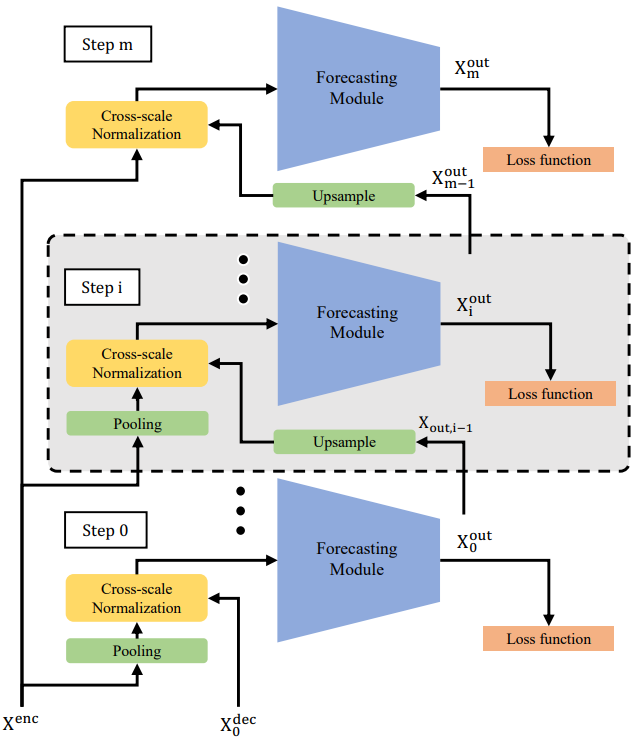 Step m
Forecasting
Module
X_m^out
Cross-scale
Normalization
Loss function
X_{m−1}^out
Upsample
Step i
Forecasting
Module
X_i^out
Cross-scale
Normalization
Loss function
Pooling
X_{out,i−1}
Upsample
Step 0
Forecasting
Module
X_0^out
Cross-scale
Normalization
Loss function
Pooling
X^enc
X_0^dec